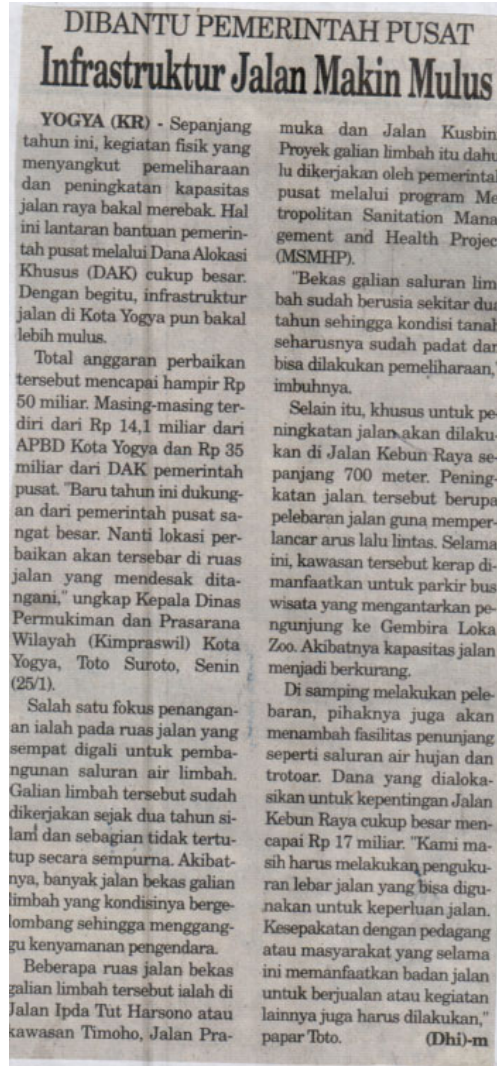 DIBANTU PEMERINTAH PUSAT
Infrastruktur Jalan Makin Mulus
YOGYA (KR) - Sepanjang
tahun ini, kegiatan fisik yang
menyangkut pemeliharaan
dan peningkatan kapasitas
jalan raya bakal merebak. Hal
ini lantaran bantuan pemerin-
tah pusat melalui Dana Alokasi
Khusus (DAK) cukup besar.
Dengan begitu, infrastruktur
jalan di Kota Yogya pun bakal
lebih mulus.
Total anggaran perbaikan
tersebut mencapai hampir Rp
50 miliar. Masing-masing ter-
diri dari Rp 14,1 miliar dari
APBD Kota Yogya dan Rp 35
miliar dari DAK pemerintah
pusat. "Baru tahun ini dukung-
an dari pemerintah pusat sa-
ngat besar. Nanti lokasi per-
baikan akan tersebar di ruas
jalan yang mendesak dita-
ngani," ungkap Kepala Dinas
Permukiman dan Prasarana
Wilayah (Kimpraswil) Kota
Yogya, Toto Suroto, Senin
(25/1).
Salah satu fokus penangan-
an ialah pada ruas jalan yang
sempat digali untuk pemba-
ngunan saluran air limbah.
Galian limbah tersebut sudah
dikerjakan sejak dua tahun si-
lam dan sebagian tidak tertu-
tup secara sempurna. Akibat-
nya, banyak jalan bekas galian
limbah yang kondisinya berge-
lombang sehingga mengang-
gu kenyamanan pengendara.
Beberapa ruas jalan bekas
galian limbah tersebut ialah di
Jalan Ipda Tut Harsono atau
kawasan Timoho, Jalan Pra-
muka dan Jalan Kusbin
Proyek galian limbah itu dahu
lu dikerjakan oleh pemerintah
pusat melalui program Me
tropolitan Sanitation Mana
gement and Health Projec
(MSMHP).
"Bekas galian saluran lim
bah sudah berusia sekitar dua
tahun sehingga kondisi tanah
seharusnya sudah padat dan
bisa dilakukan pemeliharaan,"
imbuhnya.
Selain itu, khusus untuk pe-
ningkatan jalan akan dilaku-
kan di Jalan Kebun Raya se-
panjang 700 meter. Pening-
katan jalan tersebut berupa
pelebaran jalan guna memper-
lancar arus lalu lintas. Selama
ini, kawasan tersebut kerap di-
manfaatkan untuk parkir bus
wisata yang mengantarkan pe-
ngunjung ke Gembira Loka
Zoo. Akibatnya kapasitas jalan
menjadi berkurang.
Di samping melakukan pele-
baran, pihaknya juga akan
menambah fasilitas penunjang
seperti saluran air hujan dan
trotoar. Dana yang dialoka-
sikan untuk kepentingan Jalan
Kebun Raya cukup besar men-
capai Rp 17 miliar. "Kami ma-
sih harus melakukan penguku-
ran lebar jalan yang bisa digu-
nakan untuk keperluan jalan.
Kesepakatan dengan pedagang
atau masyarakat yang selama
ini memanfaatkan badan jalan
untuk berjualan atau kegiatan
lainnya juga harus dilakukan,"
papar Toto. (Dhi)-m